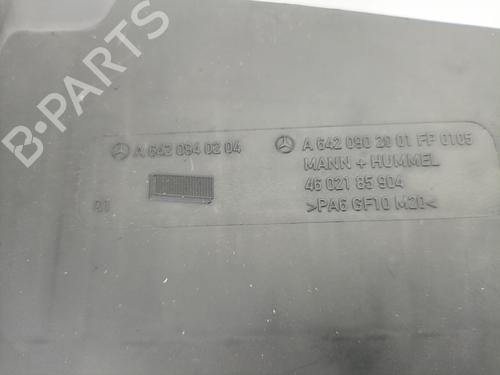 B-PARTS
A 642 094 02 04
A 642 090 20 01 FP 0105
MANN + HUMMEL
46 021 85 904
>PA6 GF10 M20<